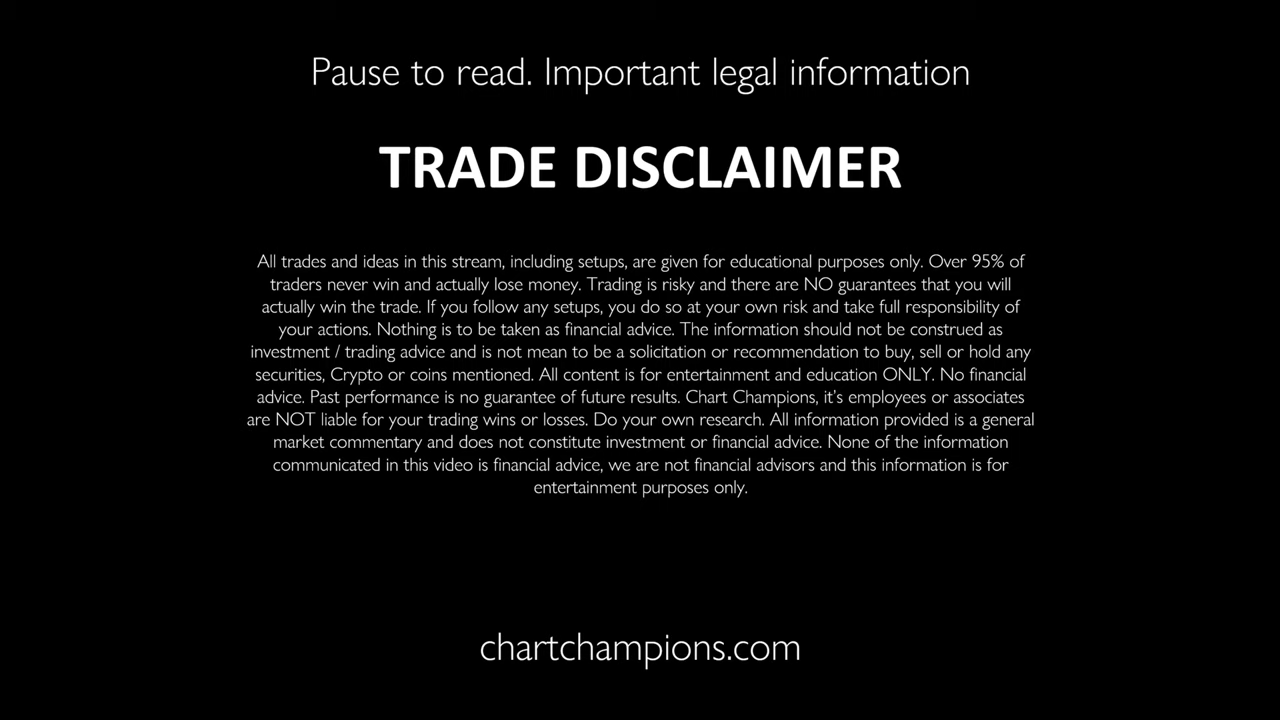 Pause to read. Important legal information
TRADE DISCLAIMER
All trades and ideas in this stream, including setups, are given for educational purposes only. Over 95% of
traders never win and actually lose money. Trading is risky and there are NO guarantees that you will
actually win the trade. If you follow any setups, you do so at your own risk and take full responsibility of
your actions. Nothing is to be taken as financial advice. The information should not be construed as
investment / trading advice and is not mean to be a solicitation or recommendation to buy, sell or hold any
securities, Crypto or coins mentioned. All content is for entertainment and education ONLY. No financial
advice. Past performance is no guarantee of future results. Chart Champions, it's employees or associates
are NOT liable for your trading wins or losses. Do your own research. All information provided is a general
market commentary and does not constitute investment or financial advice. None of the information
communicated in this video is financial advice, we are not financial advisors and this information is for
entertainment purposes only.
chartchampions.com